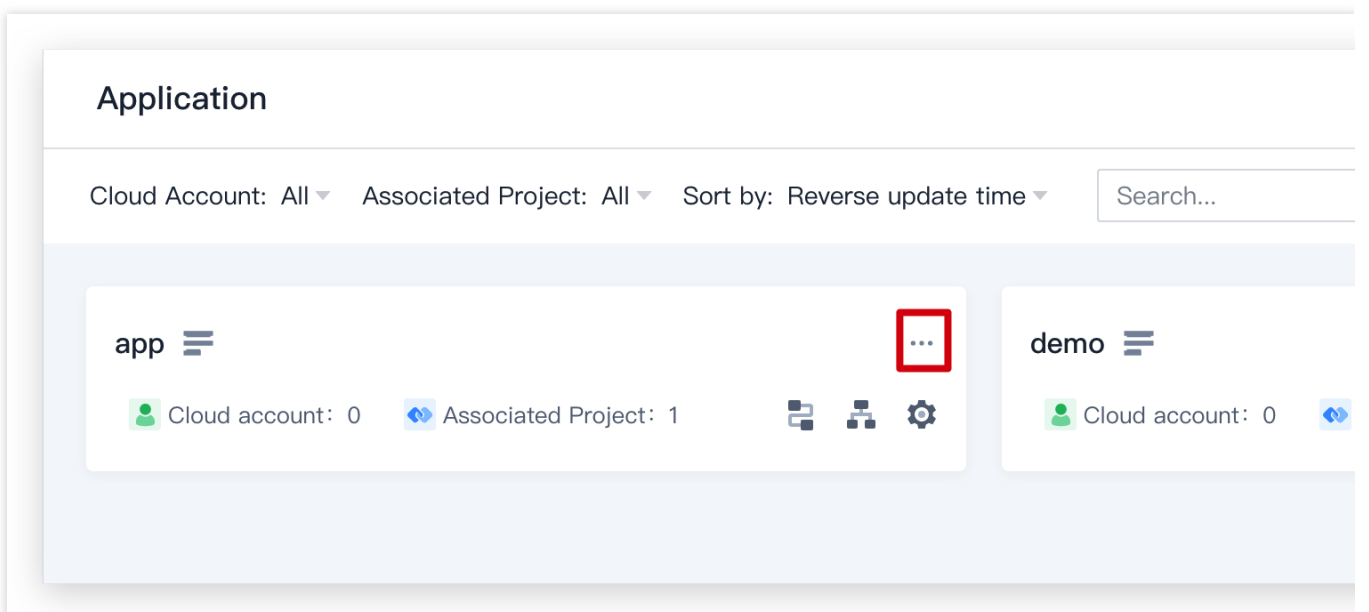 Application
Cloud Account: All Associated Project: All Sort by: Reverse update time Search...
app ... demo
Cloud account: 0 Associated Project: 1 Cloud account: 0